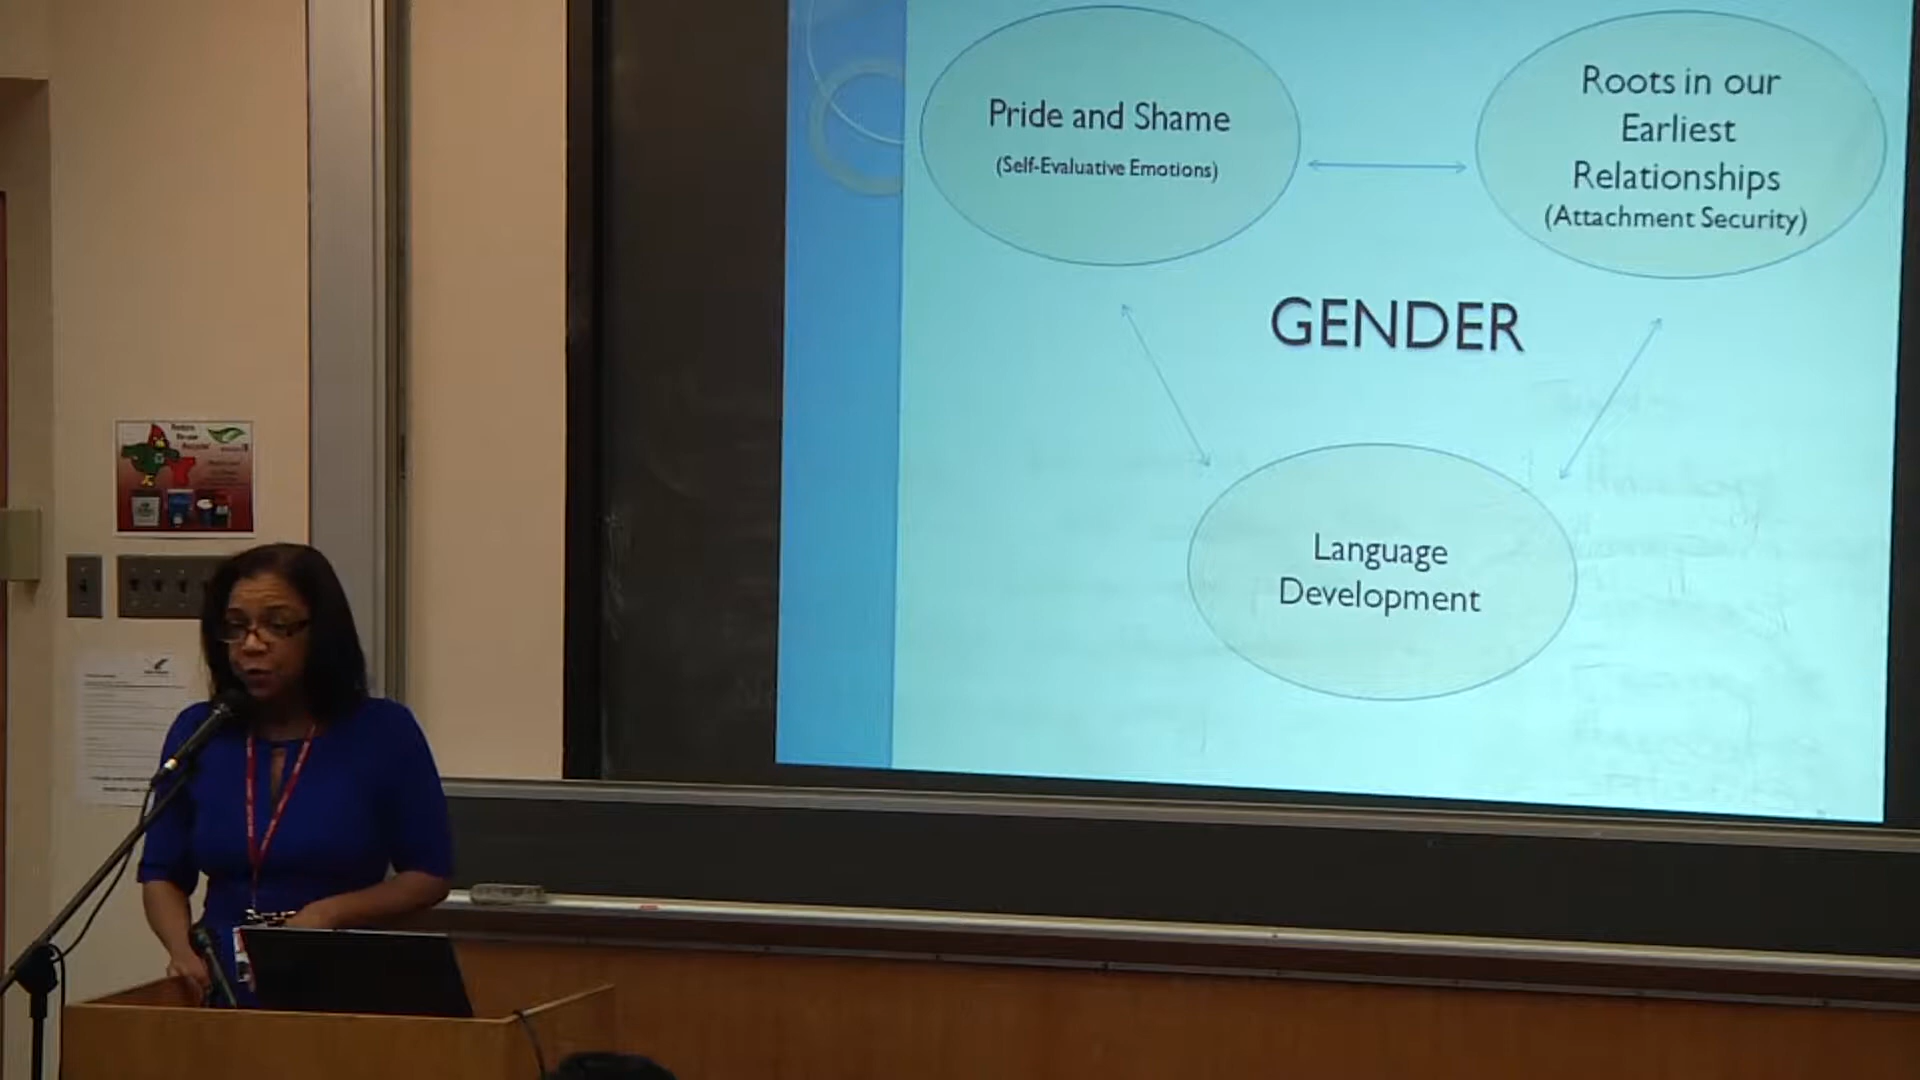 Pride and Shame
(Self-Evaluative Emotions)
Roots in our
Earliest
Relationships
(Attachment Security)
GENDER
Language
Development